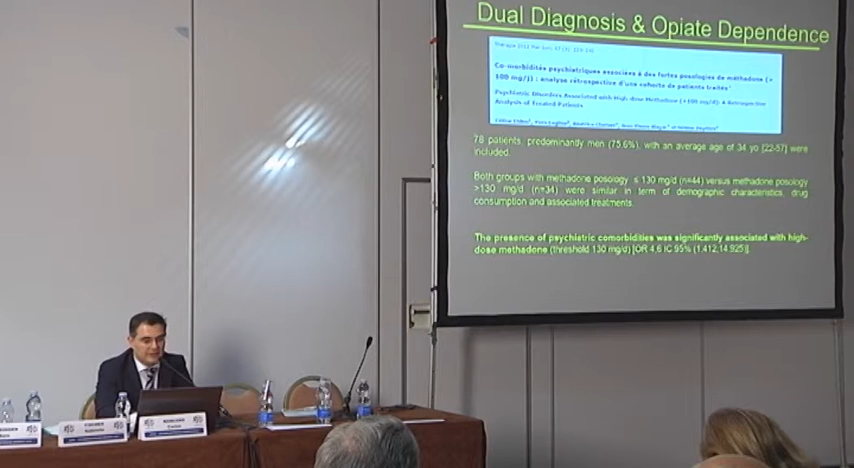 Dual Diagnosis & Opiate Dependence
Co-morbidités psychiatriques associées à des fortes posologies de méthadone (>
100 mg/j) : analyse rétrospective d'une cohorte de patients traités*
Psychiatric Disorders Associated with High-dose Methadone (>100 mg/d): A Retrospective
Analysis of Treated Patients
78 patients, predominantly men (75.6%), with an average age of 34 yo [22-57] were
included.
Both groups with methadone posology ≤ 130 mg/d (n=44) versus methadone posology
>130 mg/d (n=34) were similar in term of demographic characteristics, drug
consumption and associated treatments.
The presence of psychiatric comorbidities was significantly associated with high-
dose methadone (threshold 130 mg/d) [OR 4,6 IC 95% (1.412;14.925)]
RONCERO
Carlos